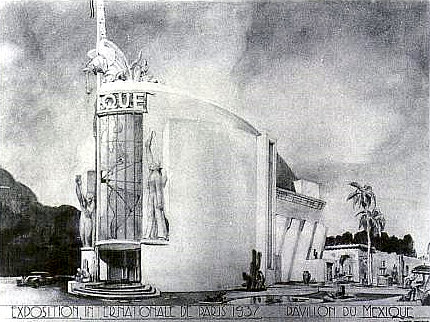 QUE
EXPOSITION INTERNATIONALE DE PARIS 1937 PAVILLON DU MEXIQUE